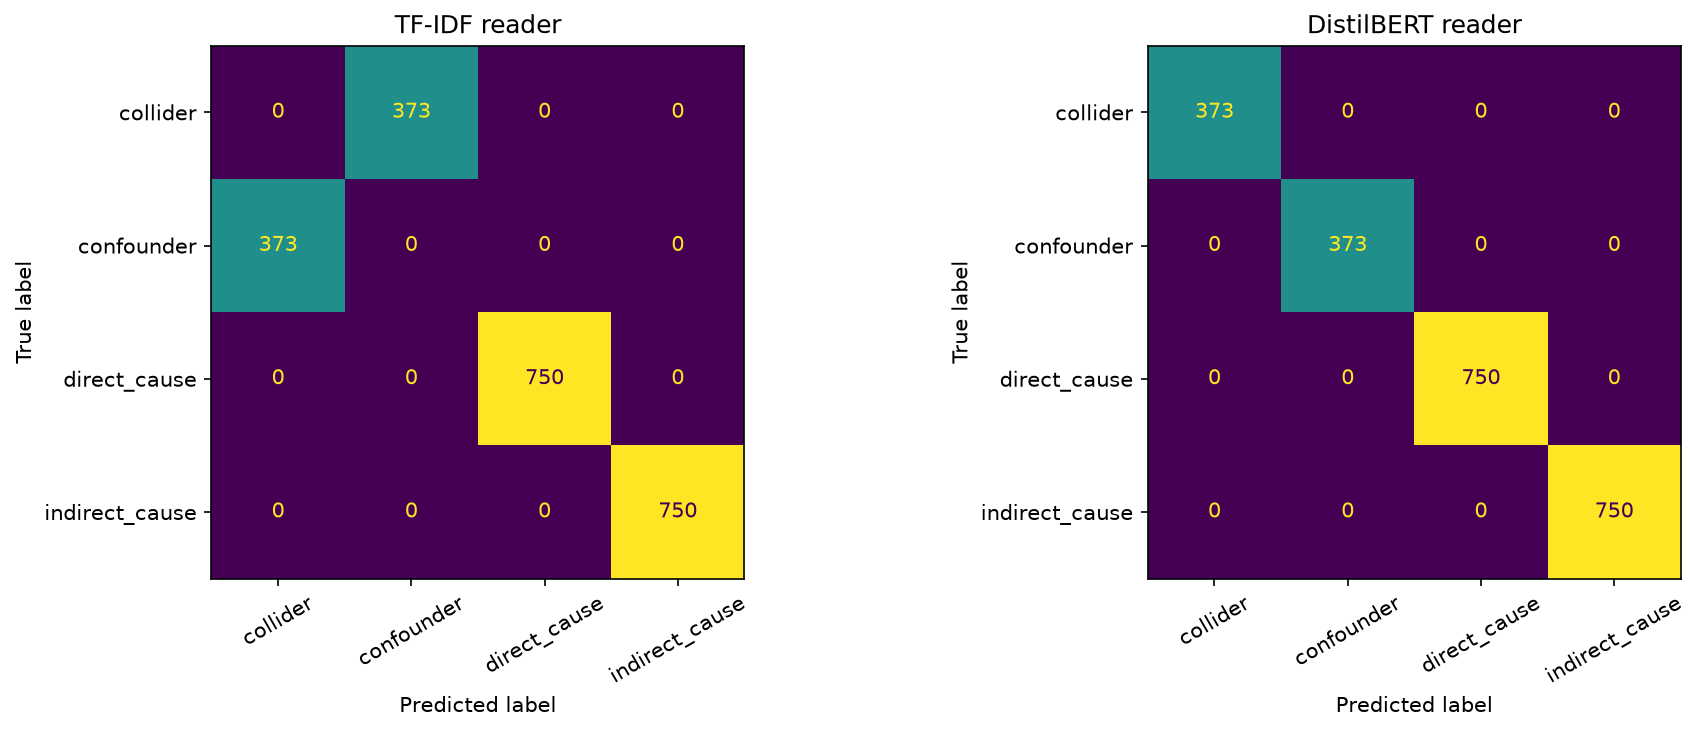 TF-IDF reader
True label
collider
0 373 0 0
confounder
373 0 0 0
direct_cause
0 0 750 0
indirect_cause
0 0 0 750
collider
confounder
direct_cause
indirect_cause
Predicted label
DistilBERT reader
True label
collider
373 0 0 0
confounder
0 373 0 0
direct_cause
0 0 750 0
indirect_cause
0 0 0 750
collider
confounder
direct_cause
indirect_cause
Predicted label